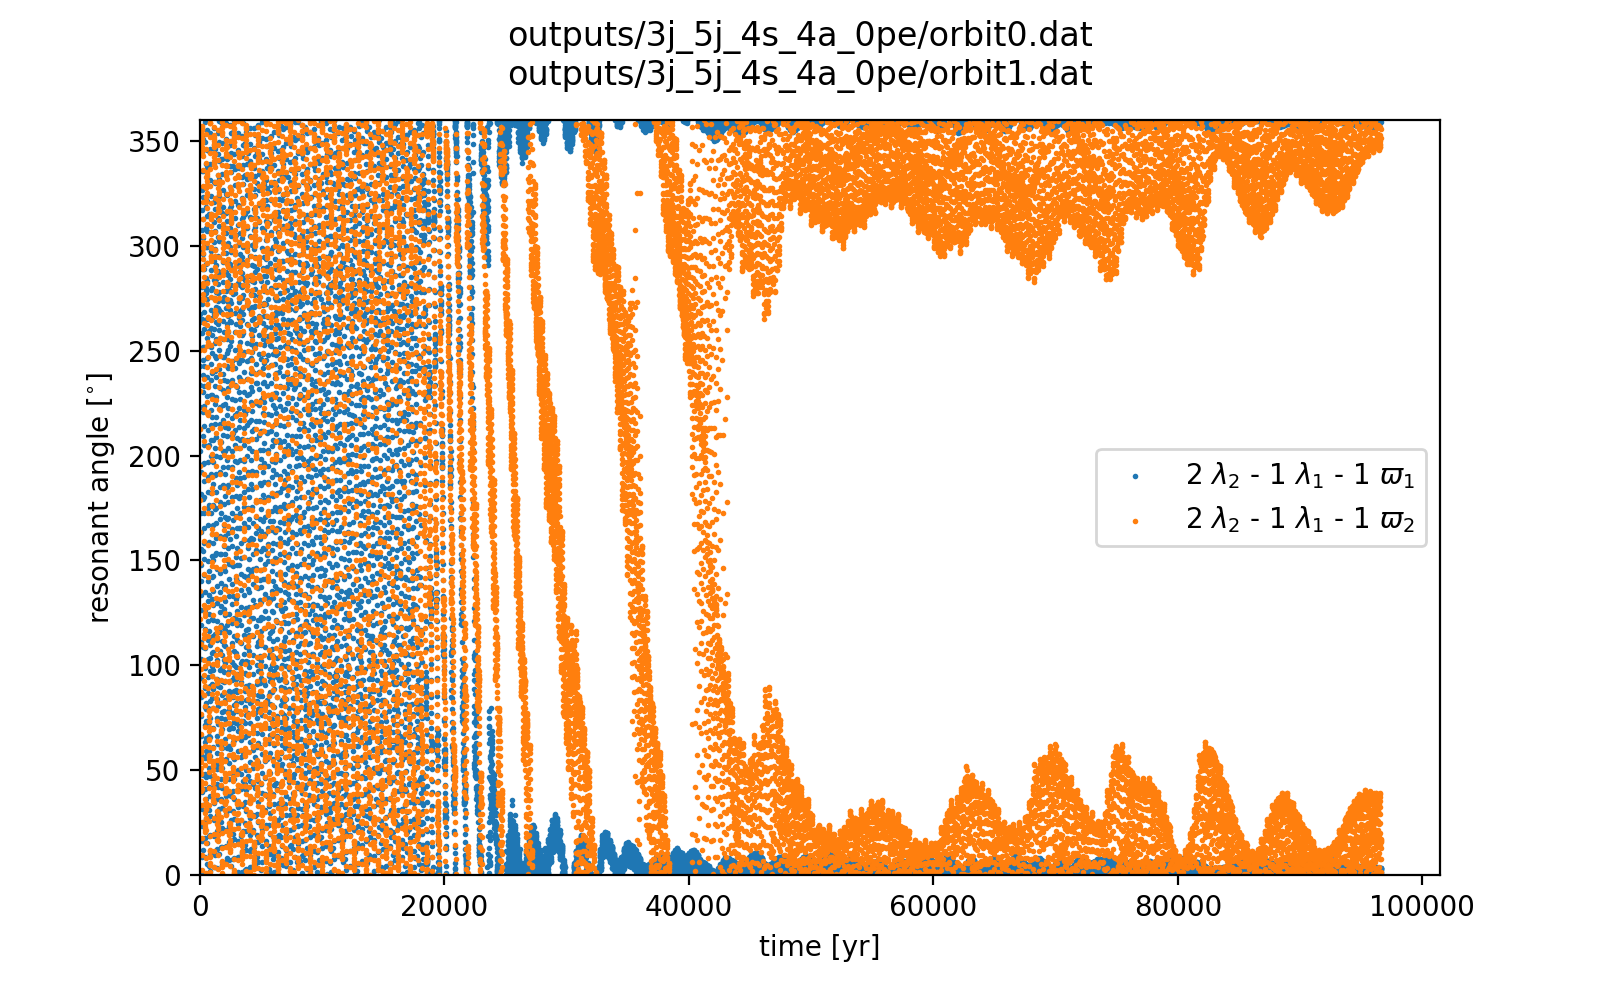 outputs/3j_5j_4s_4a_0pe/orbit0.dat
outputs/3j_5j_4s_4a_0pe/orbit1.dat
resonant angle [°]
350
300
250
200
150
100
50
0
2 λ₂ - 1 λ₁ - 1 ϖ₁
2 λ₂ - 1 λ₁ - 1 ϖ₂
0 20000 40000 60000 80000 100000
time [yr]